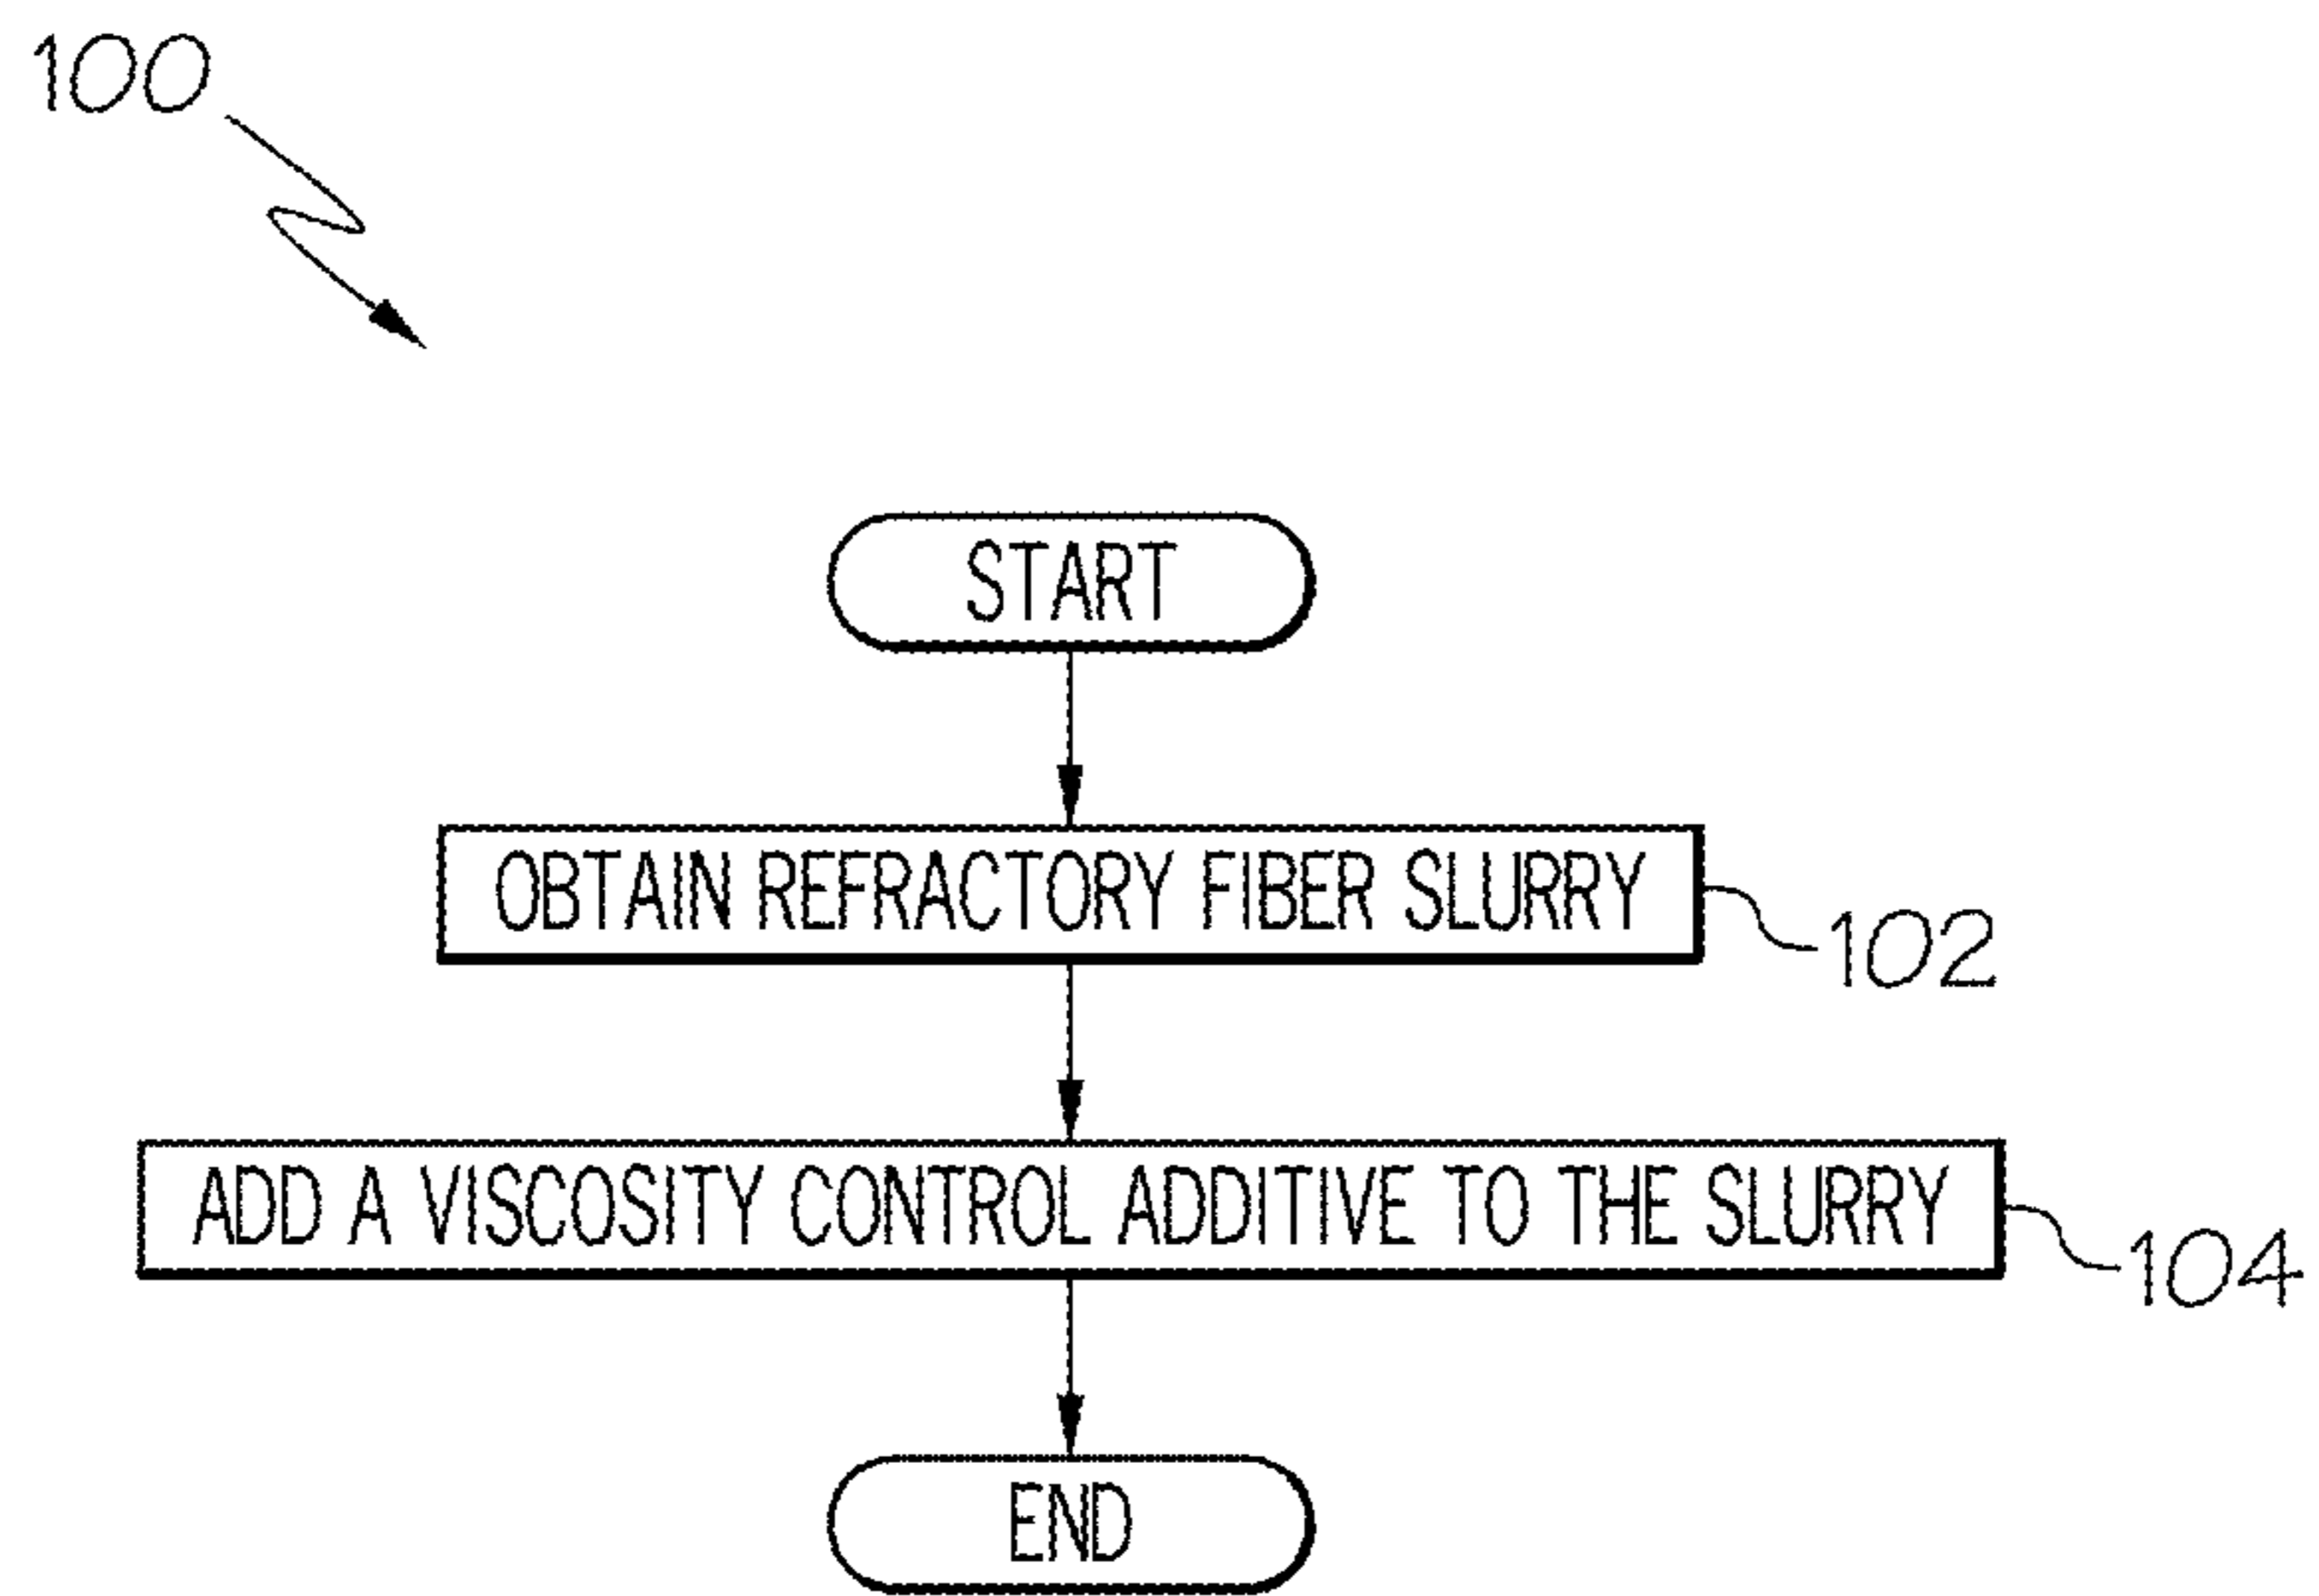 100
START
OBTAIN REFRACTORY FIBER SLURRY
102
ADD A VISCOSITY CONTROL ADDITIVE TO THE SLURRY
104
END